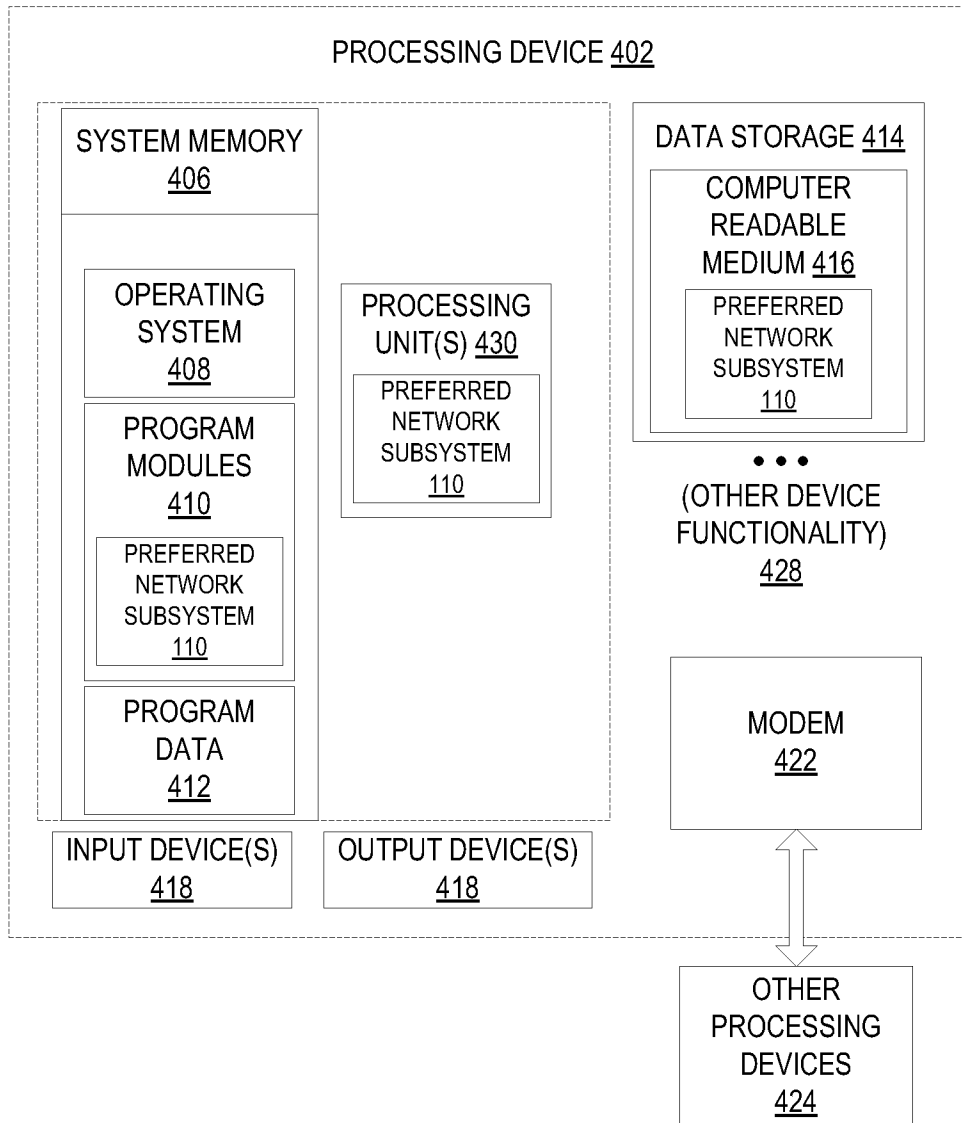 PROCESSING DEVICE 402
SYSTEM MEMORY
406
OPERATING
SYSTEM
408
PROGRAM
MODULES
410
PREFERRED
NETWORK
SUBSYSTEM
110
PROGRAM
DATA
412
PROCESSING
UNIT(S) 430
PREFERRED
NETWORK
SUBSYSTEM
110
DATA STORAGE 414
COMPUTER
READABLE
MEDIUM 416
PREFERRED
NETWORK
SUBSYSTEM
110
(OTHER DEVICE
FUNCTIONALITY)
428
MODEM
422
INPUT DEVICE(S)
418
OUTPUT DEVICE(S)
418
OTHER
PROCESSING
DEVICES
424